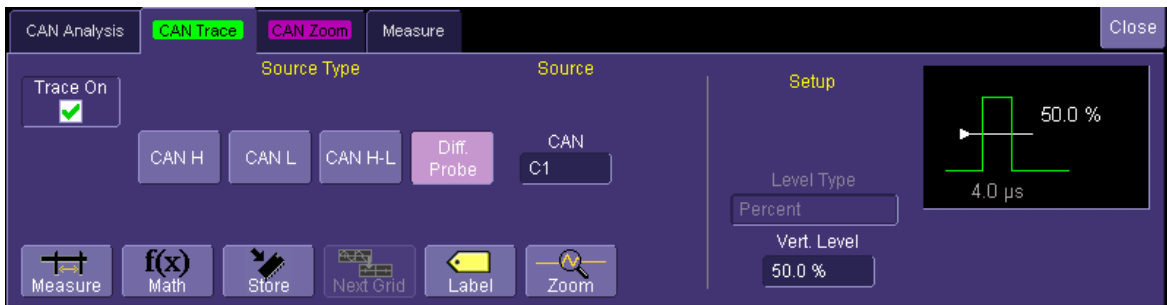 CAN Analysis CAN Trace CAN Zoom Measure Close
Trace On
Source Type
CAN H CAN L CAN H-L Diff. Probe
Source
CAN
C1
Setup
Level Type
Percent
Vert. Level
50.0 %
50.0 %
4.0 µs
Measure
f(x)
Math
Store
Next Grid
Label
Zoom